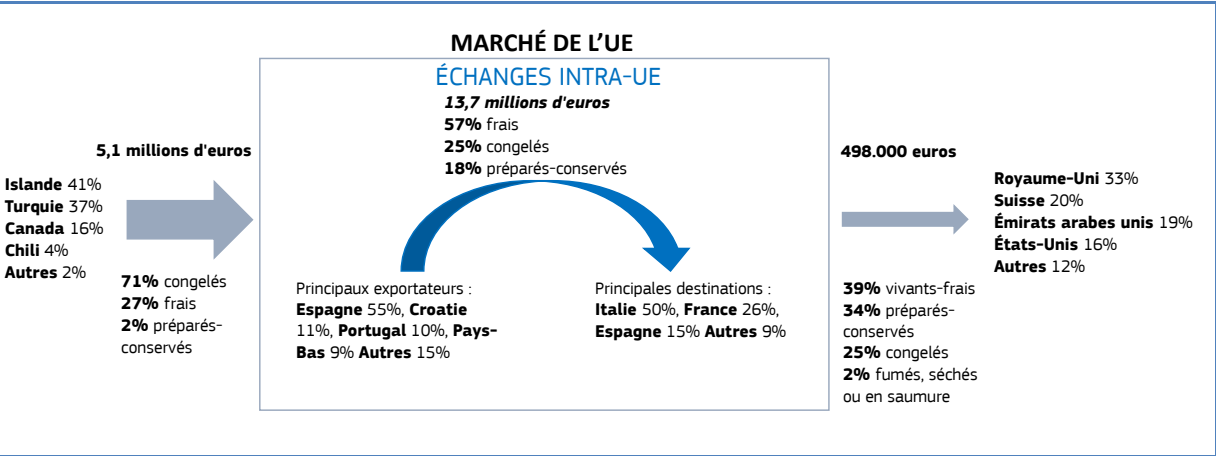 MARCHÉ DE L'UE
ÉCHANGES INTRA-UE
13,7 millions d'euros
57% frais
25% congelés
18% préparés-conservés
5,1 millions d'euros
Islande 41%
Turquie 37%
Canada 16%
Chili 4%
Autres 2%
71% congelés
27% frais
2% préparés-
conservés
Principaux exportateurs :
Espagne 55%, Croatie
11%, Portugal 10%, Pays-
Bas 9% Autres 15%
Principales destinations :
Italie 50%, France 26%,
Espagne 15% Autres 9%
498.000 euros
39% vivants-frais
34% préparés-
conservés
25% congelés
2% fumés, séchés
ou en saumure
Royaume-Uni 33%
Suisse 20%
Émirats arabes unis 19%
États-Unis 16%
Autres 12%